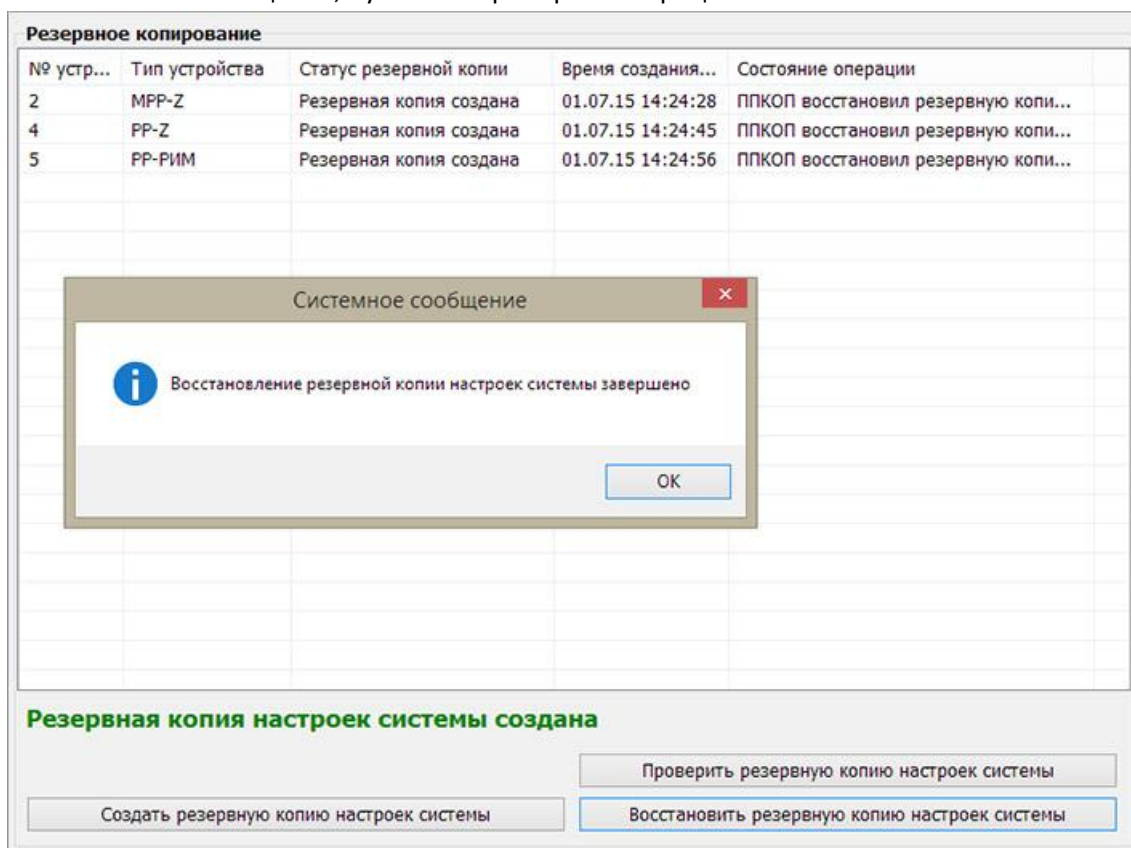 Резервное копирование
№ устр... Тип устройства Статус резервной копии Время создания... Состояние операции
2 MPP-Z Резервная копия создана 01.07.15 14:24:28 ППКОП восстановил резервную копи...
4 PP-Z Резервная копия создана 01.07.15 14:24:45 ППКОП восстановил резервную копи...
5 PP-РИМ Резервная копия создана 01.07.15 14:24:56 ППКОП восстановил резервную копи...
Системное сообщение
Восстановление резервной копии настроек системы завершено
OK
Резервная копия настроек системы создана
Проверить резервную копию настроек системы
Создать резервную копию настроек системы Восстановить резервную копию настроек системы